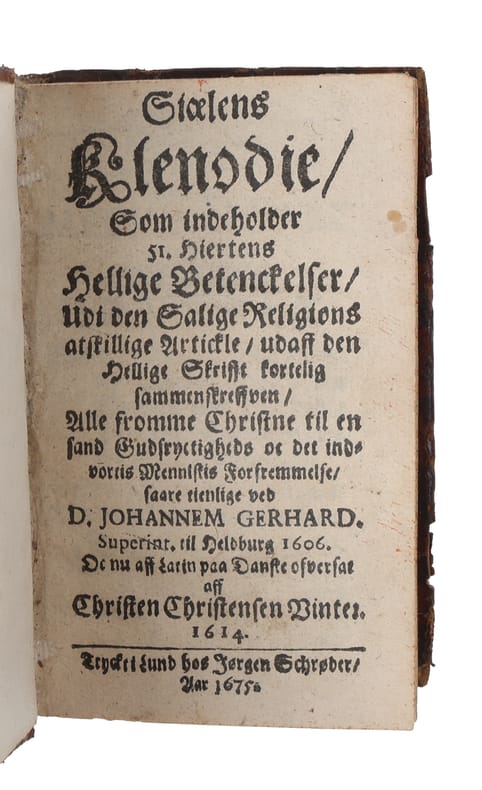 Siælens
Klenodie/
Som indeholder
51. Hiertens
Hellige Betenckelser/
Udi den Salige Religions
atskillige Artickle/ udaff den
Hellige Skrifft kortelig
sammenskreffven/
Alle fromme Christne til en
sand Gudfryctigheds oc det ind-
vortis Mennistis Forfremmelse/
saare tienlige ved
D. JOHANNEM GERHARD.
Superint. til Heldburg 1606.
Oc nu aff Latin paa Danste ofversat
aff
Christen Christensen Vinter.
1614.
Tryckt i Lund hos Jørgen Schrøder/
Aar 1675.